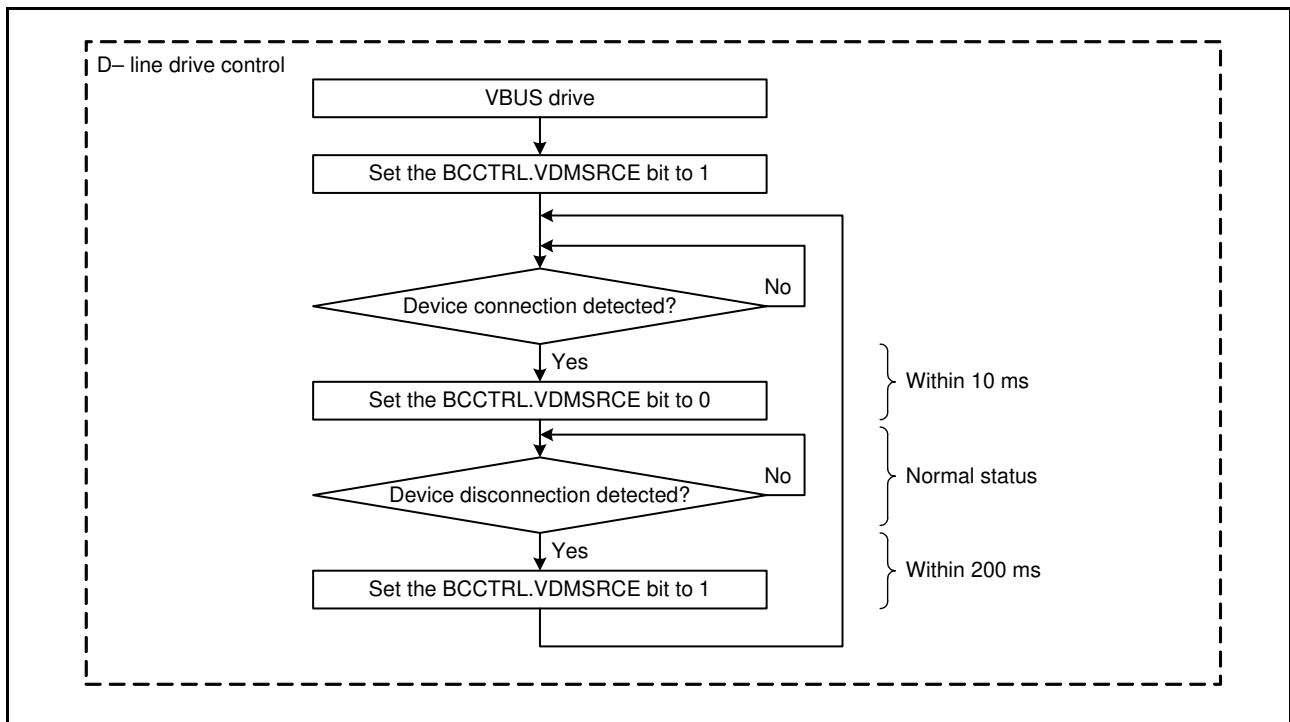 D– line drive control
VBUS drive
Set the BCCTRL.VDMSRCE bit to 1
Device connection detected?
No
Yes
Set the BCCTRL.VDMSRCE bit to 0
Within 10 ms
Device disconnection detected?
No
Normal status
Yes
Set the BCCTRL.VDMSRCE bit to 1
Within 200 ms